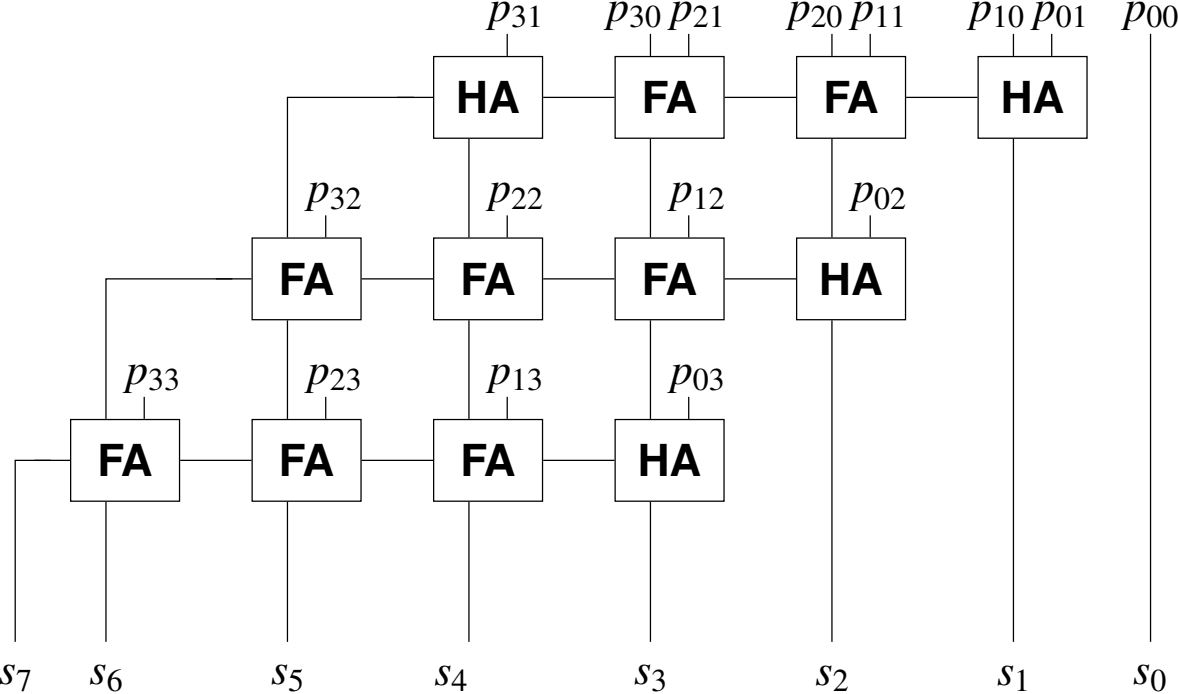 p31 p30 p21 p20 p11 p10 p01 p00
HA FA FA HA
p32 p22 p12 p02
FA FA FA HA
p33 p23 p13 p03
FA FA FA HA
s7 s6 s5 s4 s3 s2 s1 s0